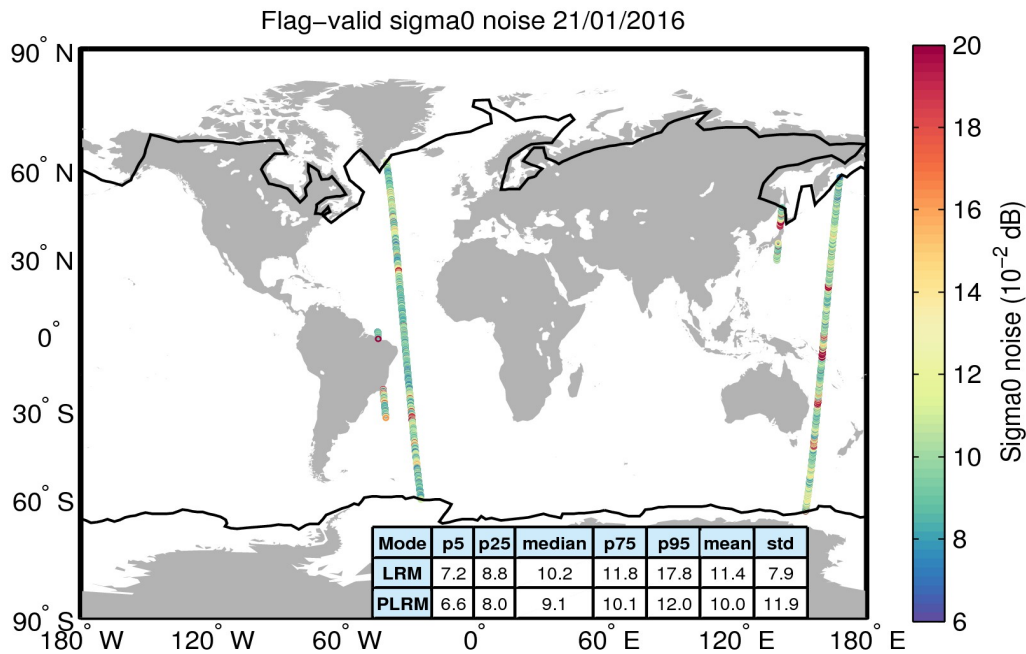 Flag−valid sigma0 noise 21/01/2016
90° N
60° N
30° N
0°
30° S
60° S
90° S
180° W
120° W
60° W
0°
60° E
120° E
180° E
Mode p5 p25 median p75 p95 mean std
LRM 7.2 8.8 10.2 11.8 17.8 11.4 7.9
PLRM 6.6 8.0 9.1 10.1 12.0 10.0 11.9
20
18
16
14
12
10
8
6
Sigma0 noise (10⁻² dB)